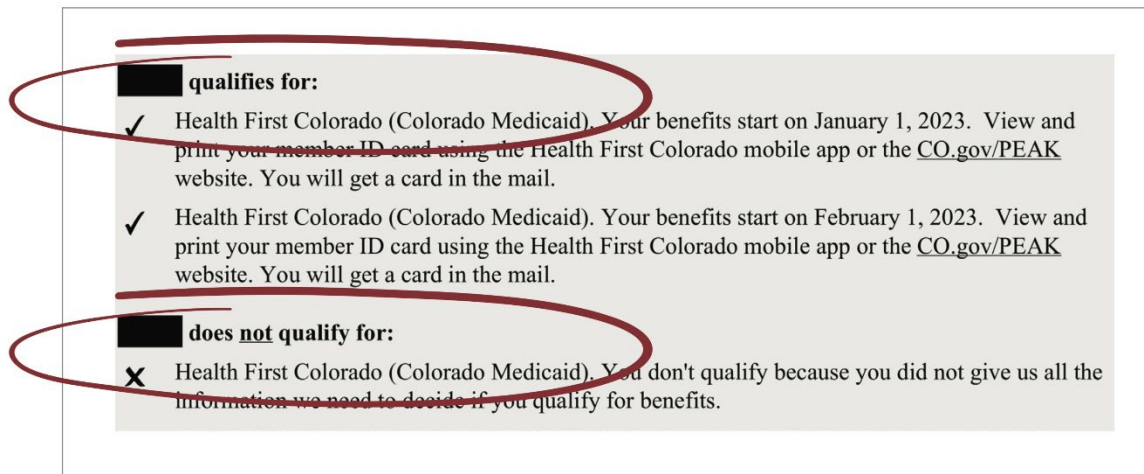 qualifies for:
✓ Health First Colorado (Colorado Medicaid). Your benefits start on January 1, 2023. View and
print your member ID card using the Health First Colorado mobile app or the CO.gov/PEAK
website. You will get a card in the mail.
✓ Health First Colorado (Colorado Medicaid). Your benefits start on February 1, 2023. View and
print your member ID card using the Health First Colorado mobile app or the CO.gov/PEAK
website. You will get a card in the mail.
does not qualify for:
X Health First Colorado (Colorado Medicaid). You don't qualify because you did not give us all the
information we need to decide if you qualify for benefits.